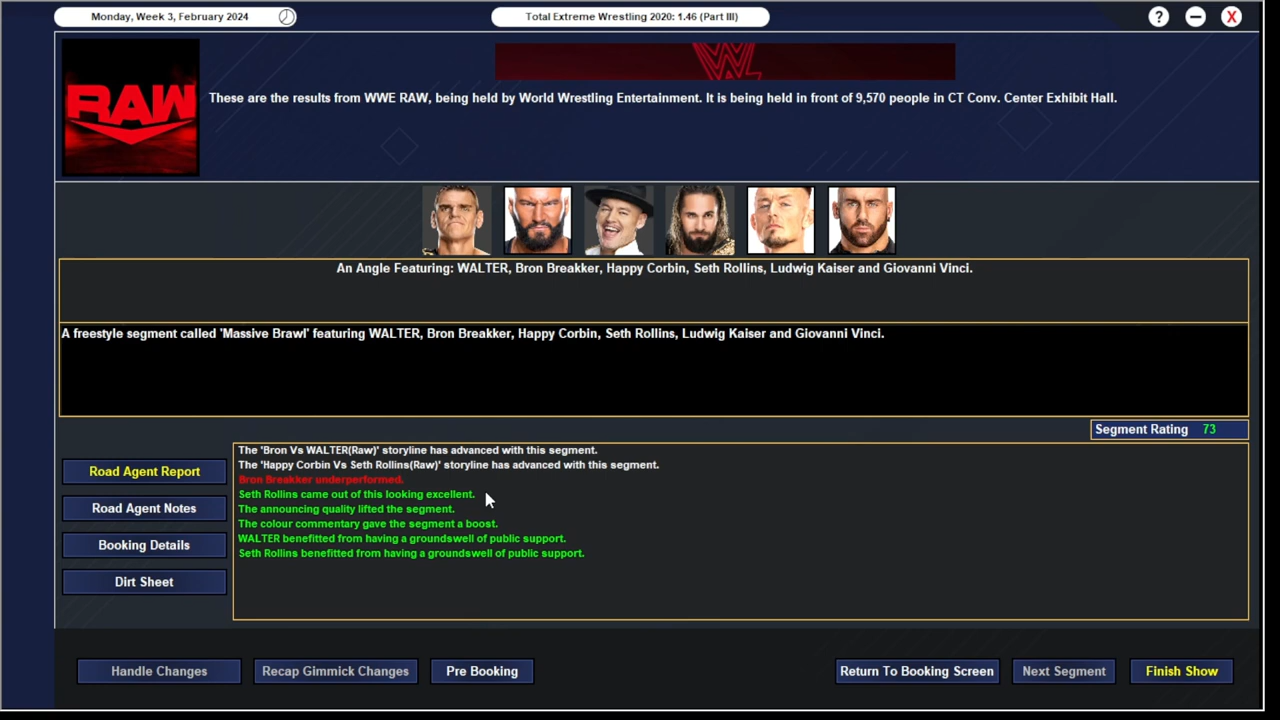 Monday, Week 3, February 2024
Total Extreme Wrestling 2020: 1.46 (Part III)
?
X
RAW
These are the results from WWE RAW, being held by World Wrestling Entertainment. It is being held in front of 9,570 people in CT Conv. Center Exhibit Hall.
An Angle Featuring: WALTER, Bron Breakker, Happy Corbin, Seth Rollins, Ludwig Kaiser and Giovanni Vinci.
A freestyle segment called 'Massive Brawl' featuring WALTER, Bron Breakker, Happy Corbin, Seth Rollins, Ludwig Kaiser and Giovanni Vinci.
Segment Rating 73
The 'Bron Vs WALTER(Raw)' storyline has advanced with this segment.
The 'Happy Corbin Vs Seth Rollins(Raw)' storyline has advanced with this segment.
Bron Breakker underperformed.
Seth Rollins came out of this looking excellent.
The announcing quality lifted the segment.
The colour commentary gave the segment a boost.
WALTER benefitted from having a groundswell of public support.
Seth Rollins benefitted from having a groundswell of public support.
Road Agent Report
Road Agent Notes
Booking Details
Dirt Sheet
Handle Changes
Recap Gimmick Changes
Pre Booking
Return To Booking Screen
Next Segment
Finish Show